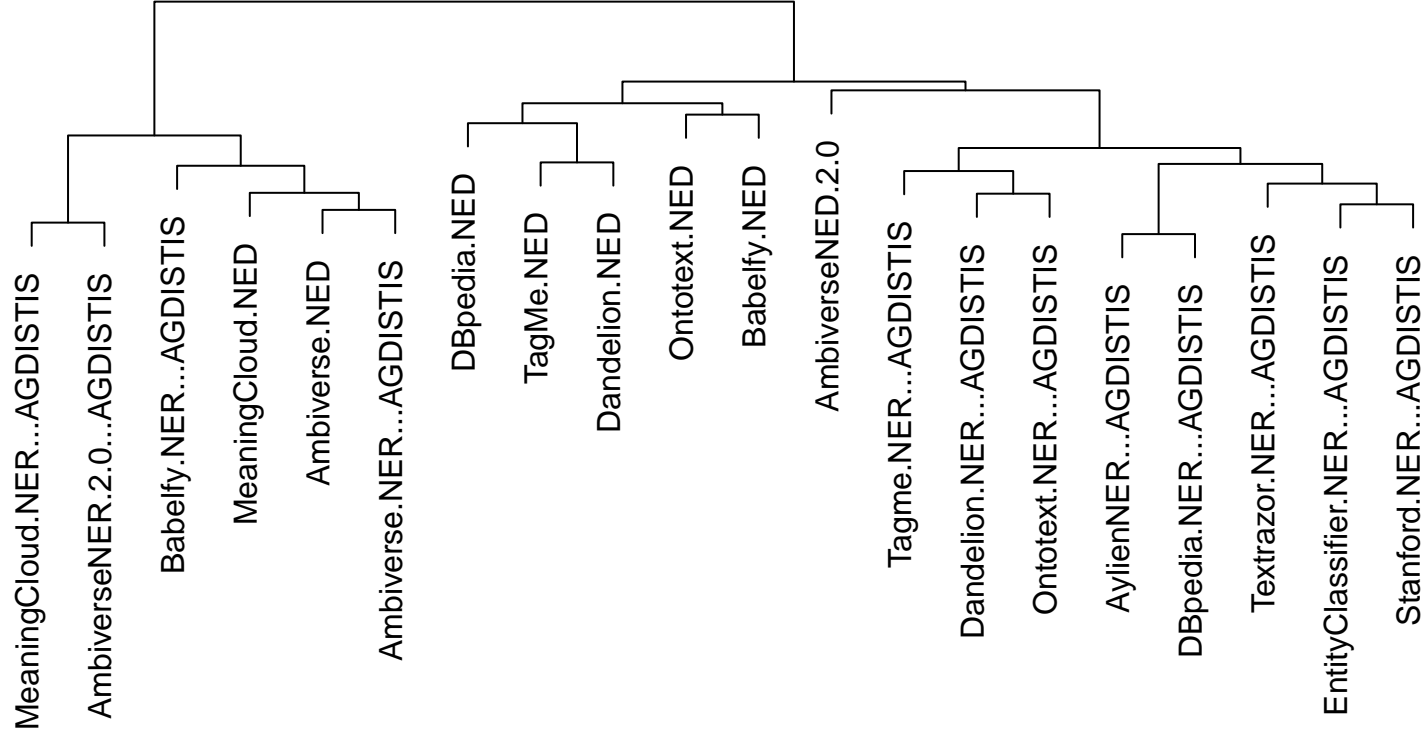 MeaningCloud.NER...AGDISTIS
AmbiverseNER.2.0...AGDISTIS
Babelfy.NER...AGDISTIS
MeaningCloud.NED
Ambiverse.NED
Ambiverse.NER...AGDISTIS
DBpedia.NED
TagMe.NED
Dandelion.NED
Ontotext.NED
Babelfy.NED
AmbiverseNED.2.0
Tagme.NER...AGDISTIS
Dandelion.NER...AGDISTIS
Ontotext.NER...AGDISTIS
AylienNER...AGDISTIS
DBpedia.NER...AGDISTIS
Textrazor.NER...AGDISTIS
EntityClassifier.NER...AGDISTIS
Stanford.NER...AGDISTIS